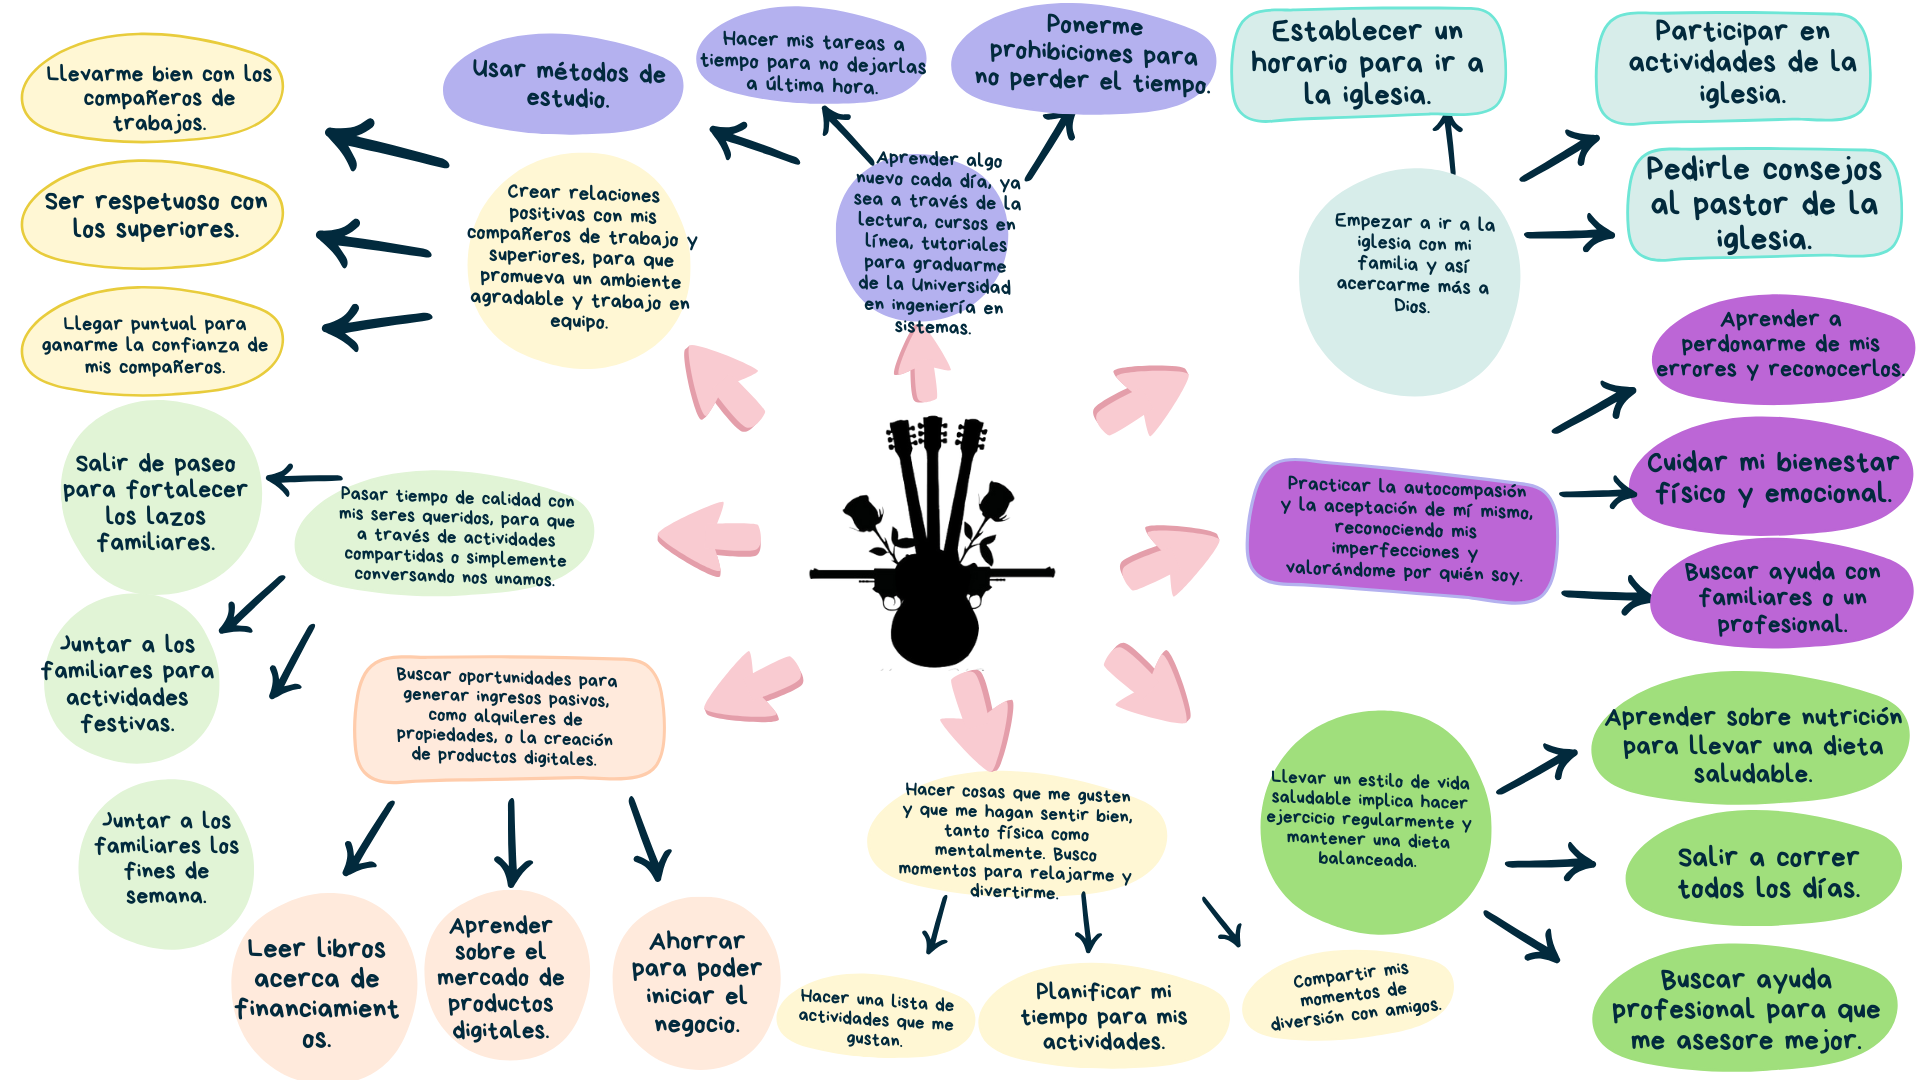 Llevarme bien con los
compañeros de
trabajos.
Ser respetuoso con
los superiores.
Llegar puntual para
ganarme la confianza de
mis compañeros.
Crear relaciones
positivas con mis
compañeros de trabajo y
superiores, para que
promueva un ambiente
agradable y trabajo en
equipo.
Usar métodos de
estudio.
Hacer mis tareas a
tiempo para no dejarlas
a última hora.
Ponerme
prohibiciones para
no perder el tiempo.
Aprender algo
nuevo cada día, ya
sea a través de la
lectura, cursos en
línea, tutoriales
para graduarme
de la Universidad
en ingeniería en
sistemas.
Establecer un
horario para ir a
la iglesia.
Participar en
actividades de la
iglesia.
Pedirle consejos
al pastor de la
iglesia.
Empezar a ir a la
iglesia con mi
familia y así
acercarme más a
Dios.
Aprender a
perdonarme de mis
errores y reconocerlos.
Cuidar mi bienestar
físico y emocional.
Buscar ayuda con
familiares o un
profesional.
Practicar la autocompasión
y la aceptación de mí mismo,
reconociendo mis
imperfecciones y
valorándome por quién soy.
Salir de paseo
para fortalecer
los lazos
familiares.
Pasar tiempo de calidad con
mis seres queridos, para que
a través de actividades
compartidas o simplemente
conversando nos unamos.
Juntar a los
familiares para
actividades
festivas.
Juntar a los
familiares los
fines de
semana.
Buscar oportunidades para
generar ingresos pasivos,
como alquileres de
propiedades, o la creación
de productos digitales.
Leer libros
acerca de
financiamient
os.
Aprender
sobre el
mercado de
productos
digitales.
Ahorrar
para poder
iniciar el
negocio.
Hacer cosas que me gusten
y que me hagan sentir bien,
tanto física como
mentalmente. Busco
momentos para relajarme y
divertirme.
Hacer una lista de
actividades que me
gustan.
Planificar mi
tiempo para mis
actividades.
Compartir mis
momentos de
diversión con amigos.
Llevar un estilo de vida
saludable implica hacer
ejercicio regularmente y
mantener una dieta
balanceada.
Aprender sobre nutrición
para llevar una dieta
saludable.
Salir a correr
todos los días.
Buscar ayuda
profesional para que
me asesore mejor.